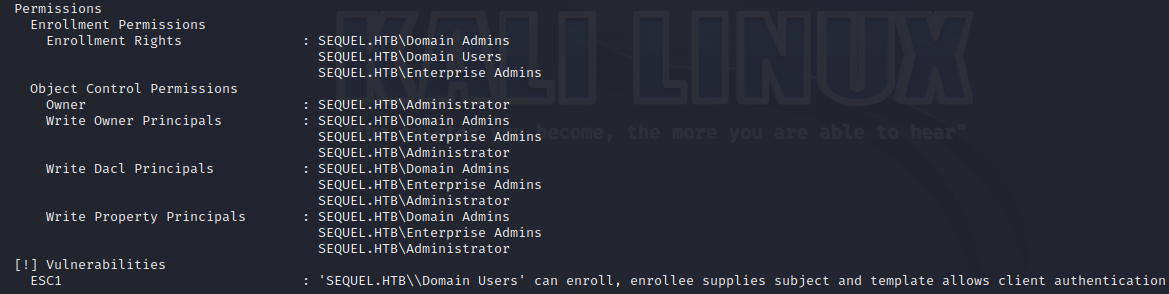 KALI LINUX
Permissions
Enrollment Permissions
Enrollment Rights : SEQUEL.HTB\Domain Admins
SEQUEL.HTB\Domain Users
SEQUEL.HTB\Enterprise Admins
Object Control Permissions
Owner : SEQUEL.HTB\Administrator
Write Owner Principals : SEQUEL.HTB\Domain Admins
SEQUEL.HTB\Enterprise Admins
become, the more you are able to hear"
SEQUEL.HTB\Administrator
Write Dacl Principals : SEQUEL.HTB\Domain Admins
SEQUEL.HTB\Enterprise Admins
SEQUEL.HTB\Administrator
Write Property Principals : SEQUEL.HTB\Domain Admins
SEQUEL.HTB\Enterprise Admins
SEQUEL.HTB\Administrator
[!] Vulnerabilities
ESC1 : 'SEQUEL.HTB\\Domain Users' can enroll, enrollee supplies subject and template allows client authentication